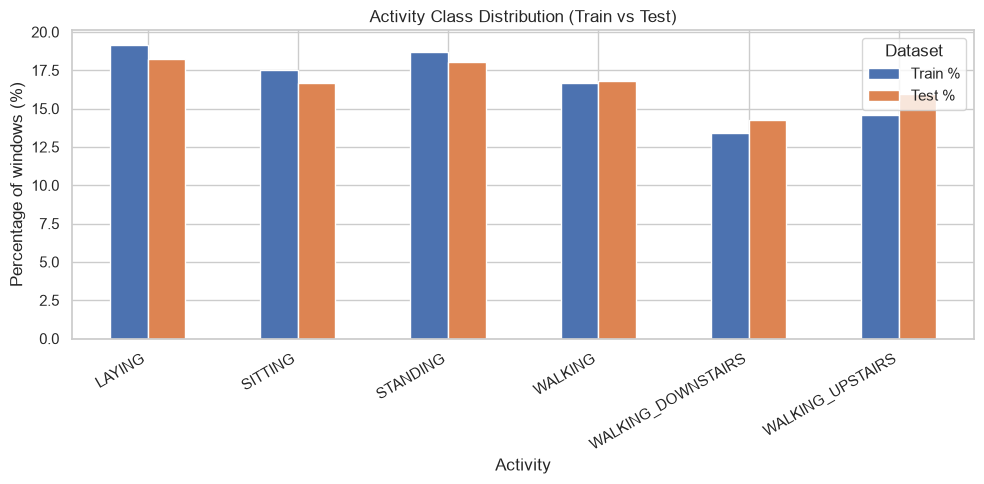 Activity Class Distribution (Train vs Test)
Percentage of windows (%)
20.0
17.5
15.0
12.5
10.0
7.5
5.0
2.5
0.0
Dataset
Train %
Test %
LAYING
SITTING
STANDING
WALKING
WALKING_DOWNSTAIRS
WALKING_UPSTAIRS
Activity